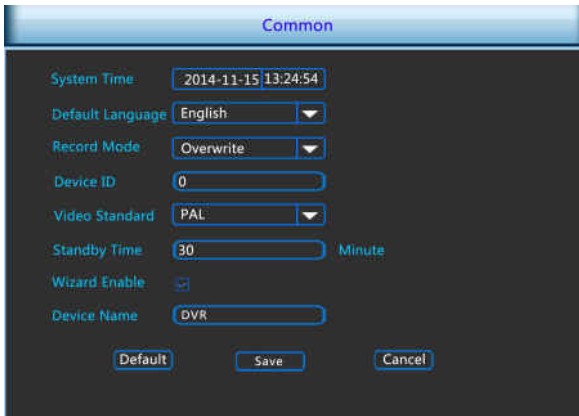 Common
System Time 2014-11-15 13:24:54
Default Language English
Record Mode Overwrite
Device ID 0
Video Standard PAL
Standby Time 30 Minute
Wizard Enable
Device Name DVR
Default Save Cancel